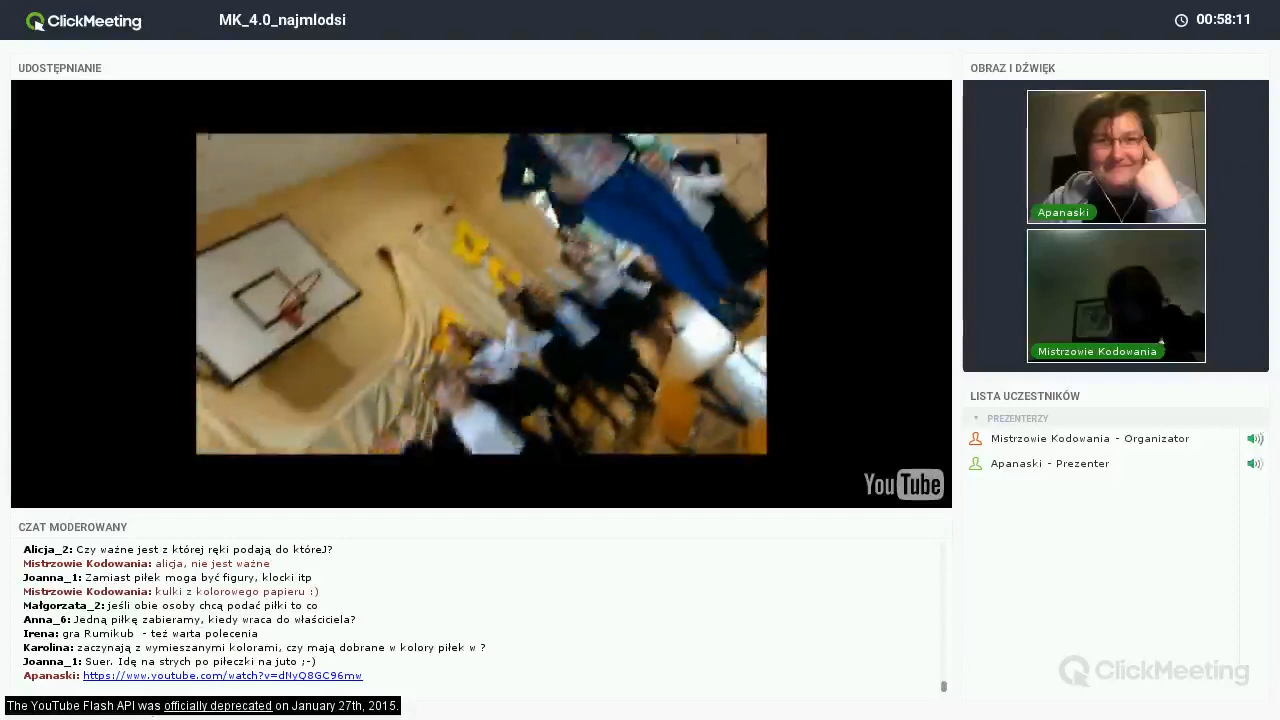 ClickMeeting
MK_4.0_najmlodsi
00:58:11
UDOSTĘPNIANIE
OBRAZ I DŹWIĘK
Apanaski
Mistrzowie Kodowania
YouTube
LISTA UCZESTNIKÓW
PREZENTERZY
Mistrzowie Kodowania - Organizator
Apanaski - Prezenter
CZAT MODEROWANY
Alicja_2: Czy ważne jest z której ręki podają do któreJ?
Mistrzowie Kodowania: alicja, nie jest ważne
Joanna_1: Zamiast piłek moga być figury, klocki itp
Mistrzowie Kodowania: kulki z kolorowego papieru :)
Małgorzata_2: jeśli obie osoby chcą podać piłki to co
Anna_6: Jedną piłkę zabieramy, kiedy wraca do właściciela?
Irena: gra Rumikub - też warta polecenia
Karolina: zaczynają z wymieszanymi kolorami, czy mają dobrane w kolory piłek w ?
Joanna_1: Suer. Idę na strych po piłeczki na juto ;-)
Apanaski: https://www.youtube.com/watch?v=dNyQ8GC96mw
ClickMeeting
The YouTube Flash API was officially deprecated on January 27th, 2015.